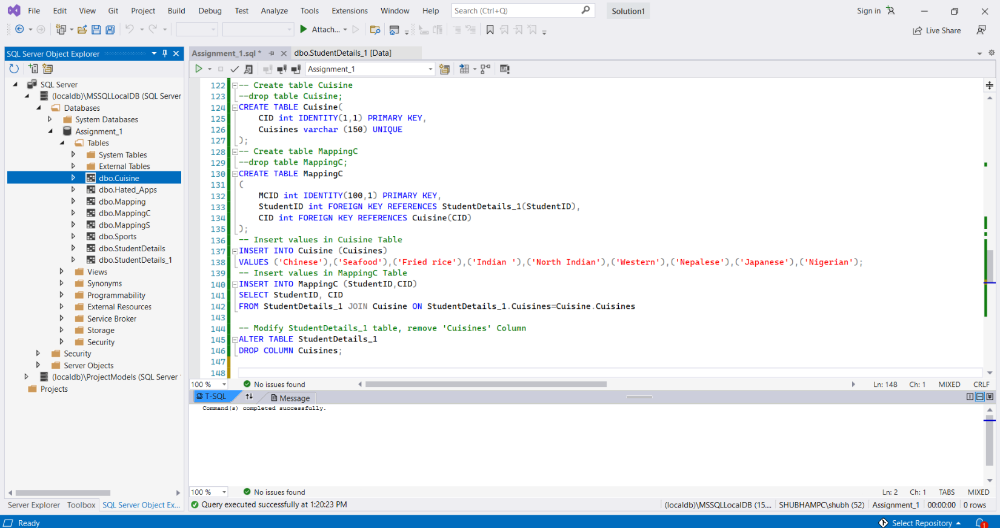 File Edit View Git Project Build Debug Test Analyze Tools Extensions Window Help Search (Ctrl+Q) Solution1 Sign in
Attach... Live Share
SQL Server Object Explorer
Assignment_1.sql * dbo.StudentDetails_1 [Data]
Assignment_1
SQL Server
(localdb)\MSSQLLocalDB (SQL Server
Databases
System Databases
Assignment_1
Tables
System Tables
External Tables
dbo.Cuisine
dbo.Hated_Apps
dbo.Mapping
dbo.MappingC
dbo.MappingS
dbo.Sports
dbo.StudentDetails
dbo.StudentDetails_1
Views
Synonyms
Programmability
External Resources
Service Broker
Storage
Security
Security
Server Objects
(localdb)\ProjectModels (SQL Server
Projects
Server Explorer Toolbox SQL Server Object Ex...
122 -- Create table Cuisine
123 --drop table Cuisine;
124 CREATE TABLE Cuisine(
125 CID int IDENTITY(1,1) PRIMARY KEY,
126 Cuisines varchar (150) UNIQUE
127 );
128 -- Create table MappingC
129 --drop table MappingC;
130 CREATE TABLE MappingC
131 (
132 MCID int IDENTITY(100,1) PRIMARY KEY,
133 StudentID int FOREIGN KEY REFERENCES StudentDetails_1(StudentID),
134 CID int FOREIGN KEY REFERENCES Cuisine(CID)
135 );
136 -- Insert values in Cuisine Table
137 INSERT INTO Cuisine (Cuisines)
138 VALUES ('Chinese'),('Seafood'),('Fried rice'),('Indian '),('North Indian'),('Western'),('Nepalese'),('Japanese'),('Nigerian');
139 -- Insert values in MappingC Table
140 INSERT INTO MappingC (StudentID,CID)
141 SELECT StudentID, CID
142 FROM StudentDetails_1 JOIN Cuisine ON StudentDetails_1.Cuisines=Cuisine.Cuisines
143
144 -- Modify StudentDetails_1 table, remove 'Cuisines' Column
145 ALTER TABLE StudentDetails_1
146 DROP COLUMN Cuisines;
147
148
100 % No issues found Ln: 148 Ch: 1 MIXED CRLF
T-SQL Message
Command(s) completed successfully.
100 % No issues found Ln: 2 Ch: 1 TABS MIXED
Query executed successfully at 1:20:23 PM (localdb)\MSSQLLocalDB (15.... SHUBHAMPC\shubh (52) Assignment_1 00:00:00 0 rows
Ready Select Repository 1